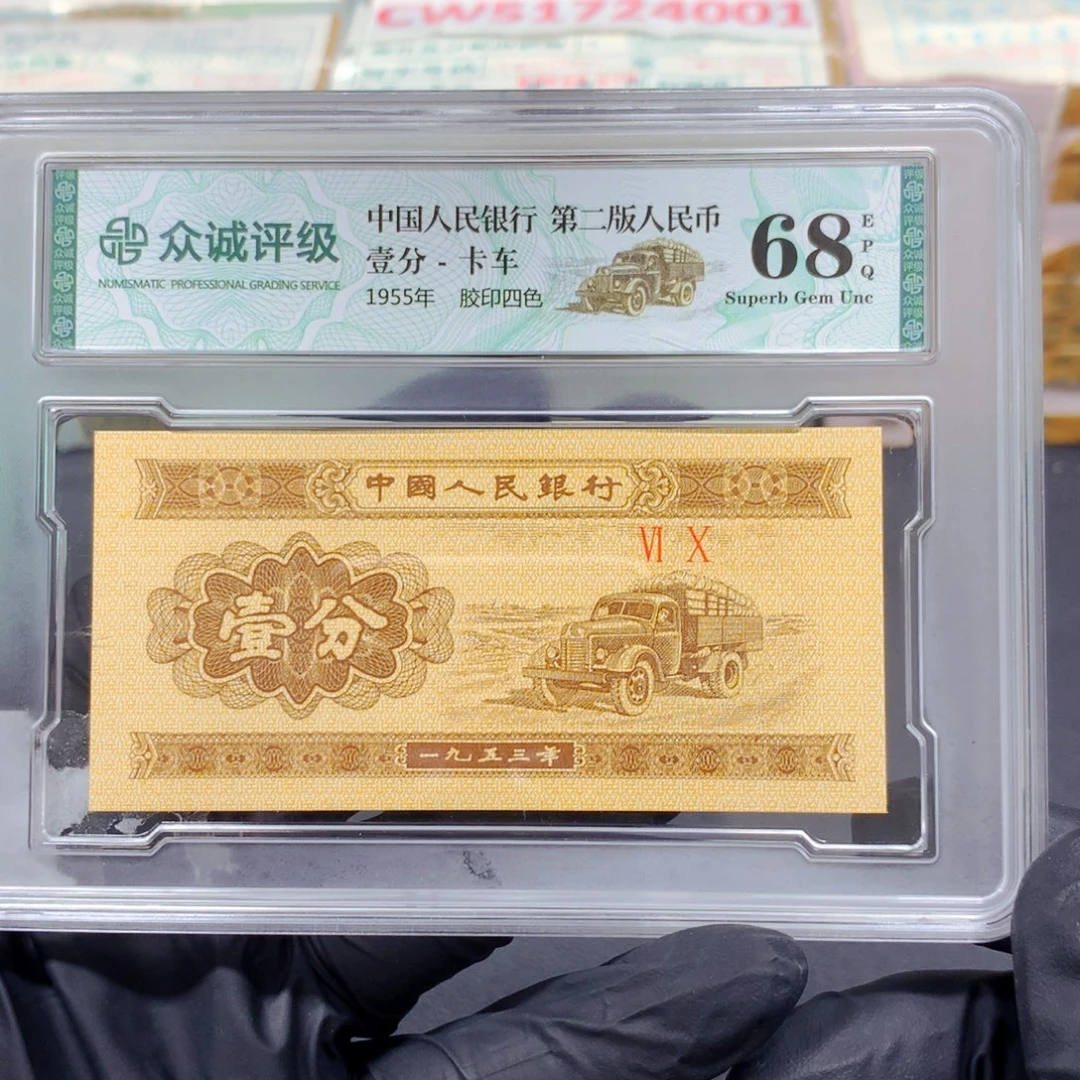 CW51724001
众诚评级
NUMISMATIC PROFESSIONAL GRADING SERVICE
中国人民银行 第二版人民币
壹分 - 卡车
1955年 胶印四色
68
EPQ
Superb Gem Unc
中國人民銀行
VI X
壹分
一九五三年